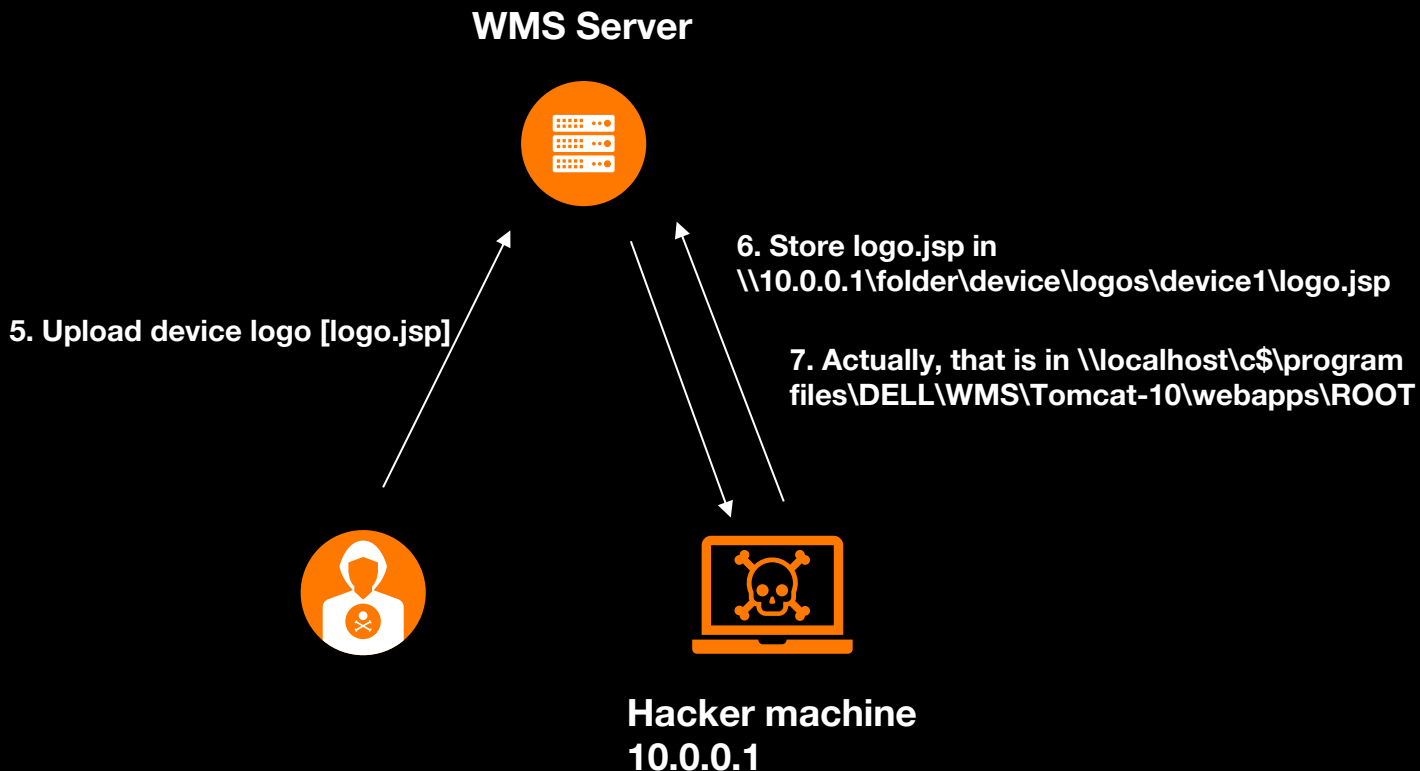 WMS Server
5. Upload device logo [logo.jsp]
6. Store logo.jsp in
\\10.0.0.1\folder\device\logos\device1\logo.jsp
7. Actually, that is in \\localhost\c$\program
files\DELL\WMS\Tomcat-10\webapps\ROOT
Hacker machine
10.0.0.1